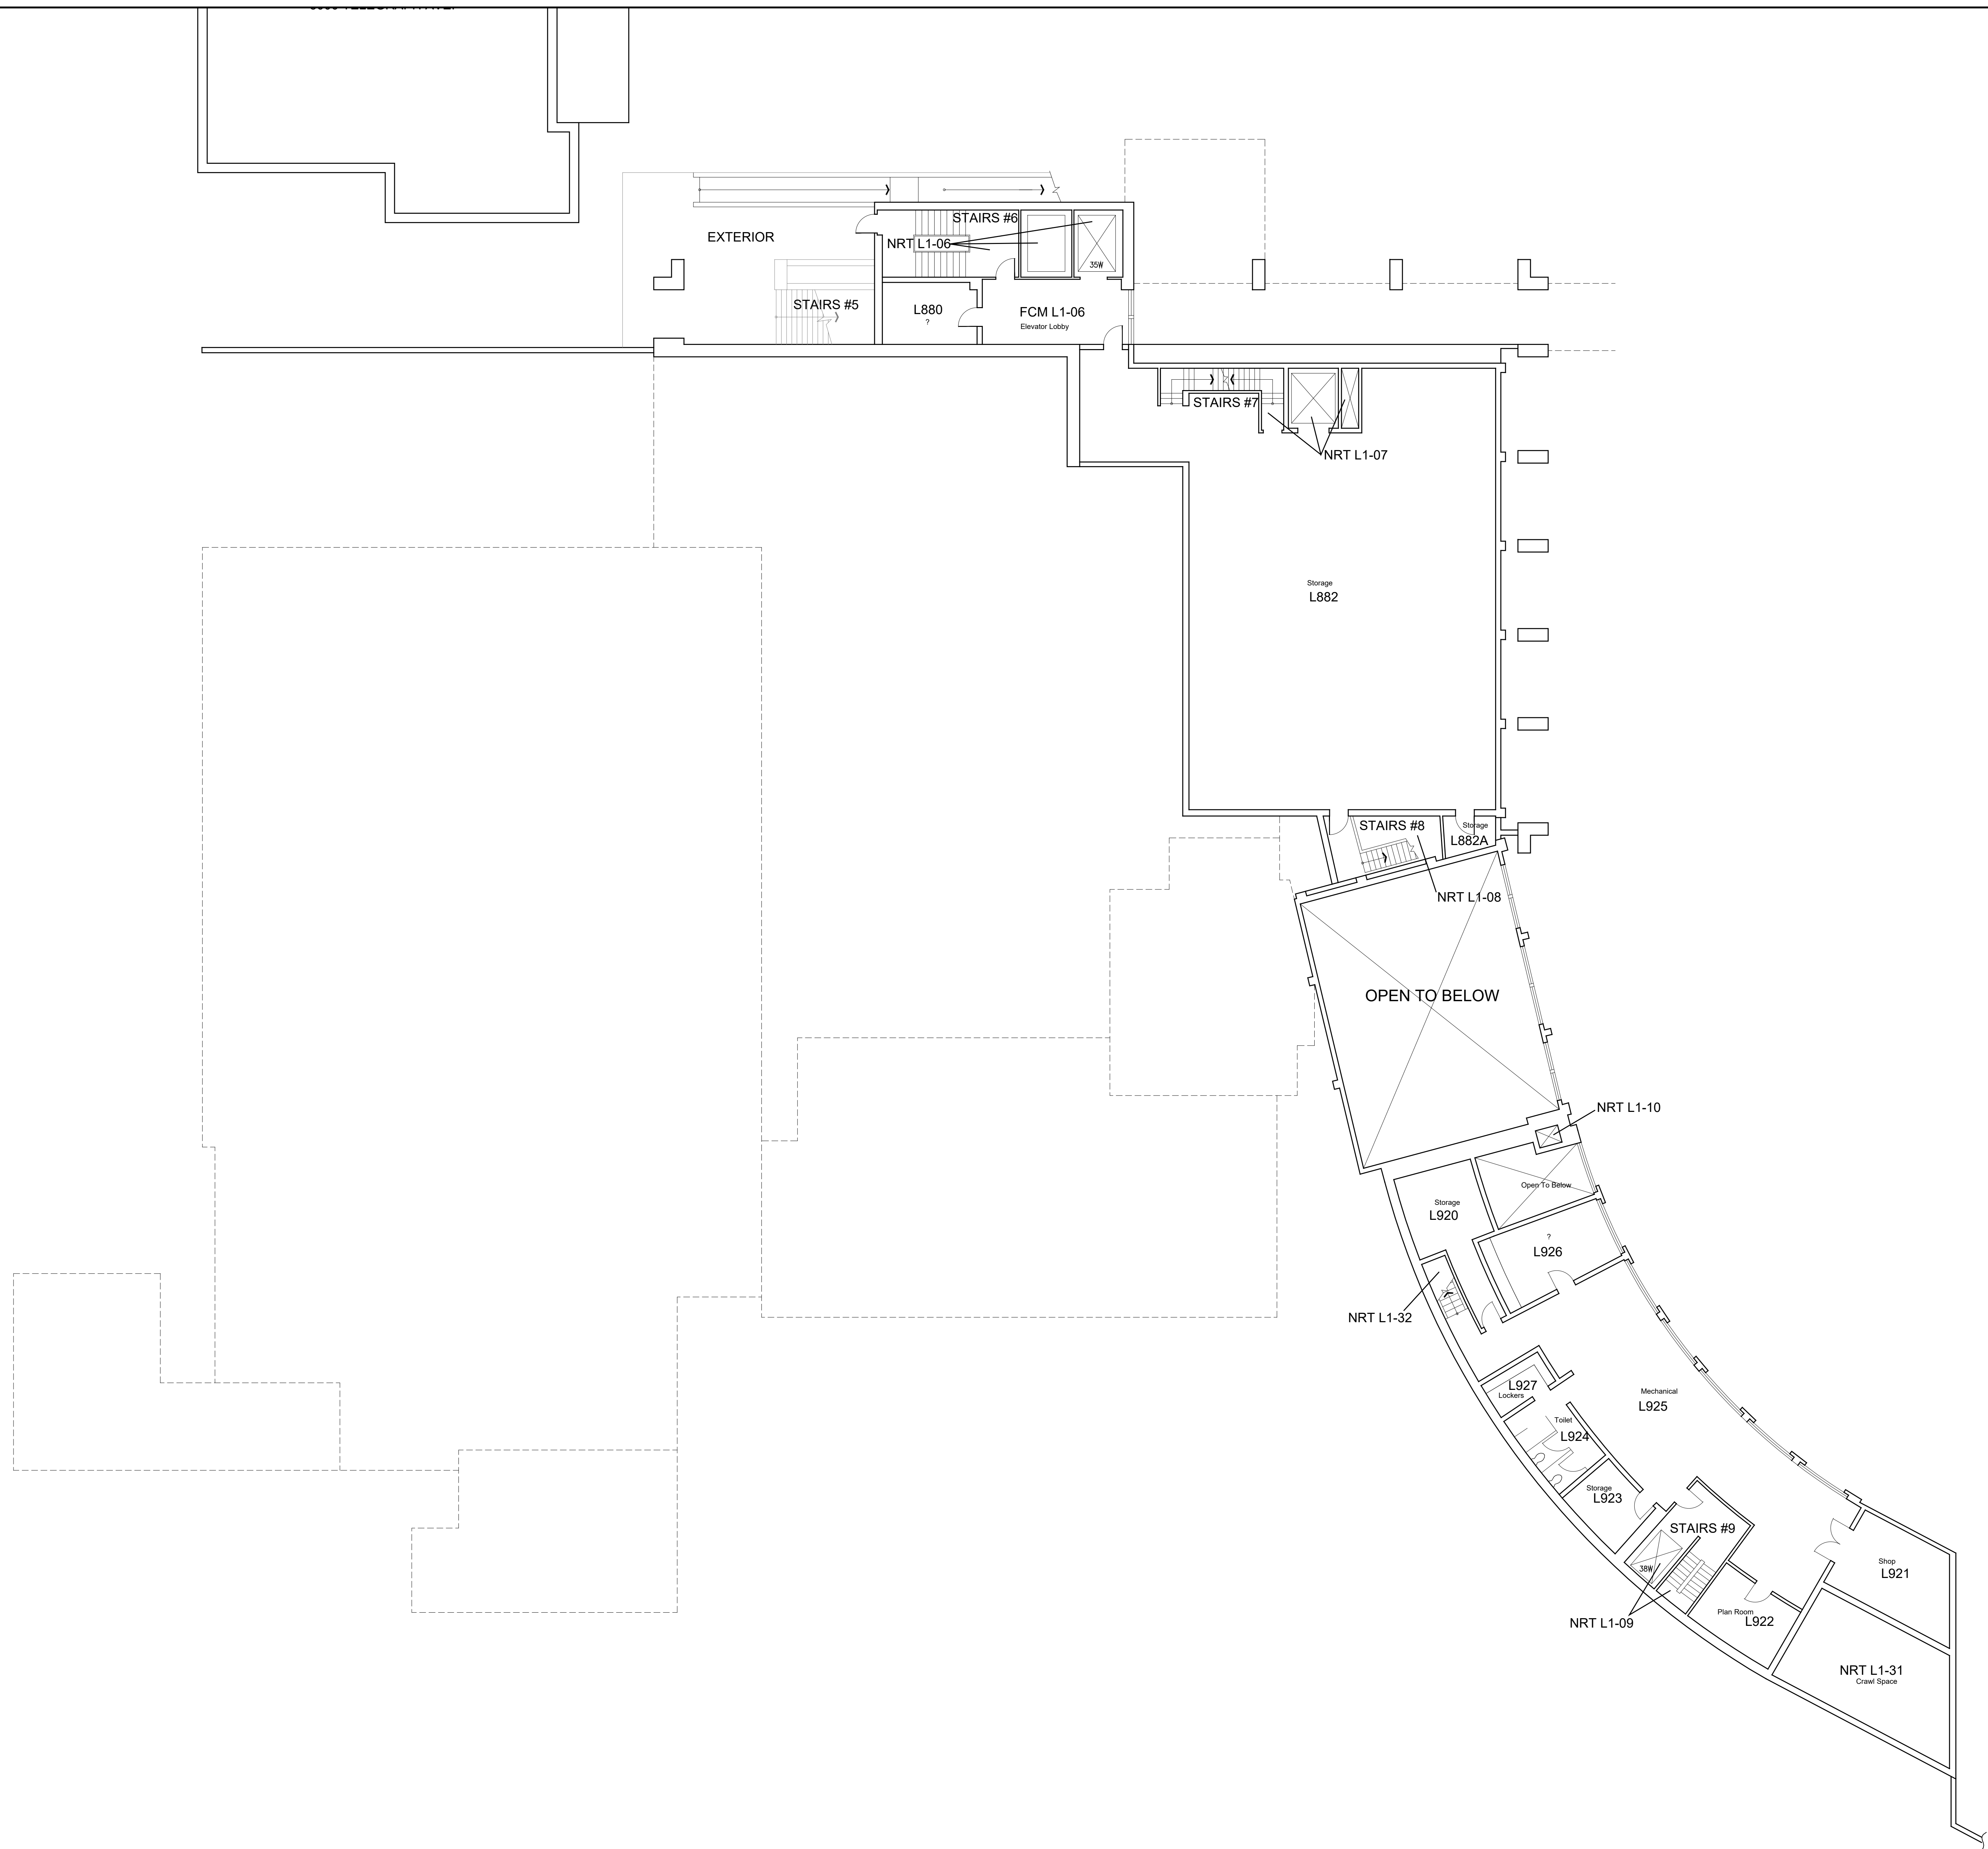 STAIRS #6
EXTERIOR
NRT L1-06
35W
STAIRS #5
L880
?
FCM L1-06
Elevator Lobby
STAIRS #7
NRT L1-07
Storage
L882
STAIRS #8
Storage
L882A
NRT L1-08
OPEN TO BELOW
NRT L1-10
Open To Below
Storage
L920
?
L926
NRT L1-32
L927
Lockers
Mechanical
L925
Toilet
L924
Storage
L923
STAIRS #9
38W
Shop
L921
Plan Room
L922
NRT L1-09
NRT L1-31
Crawl Space